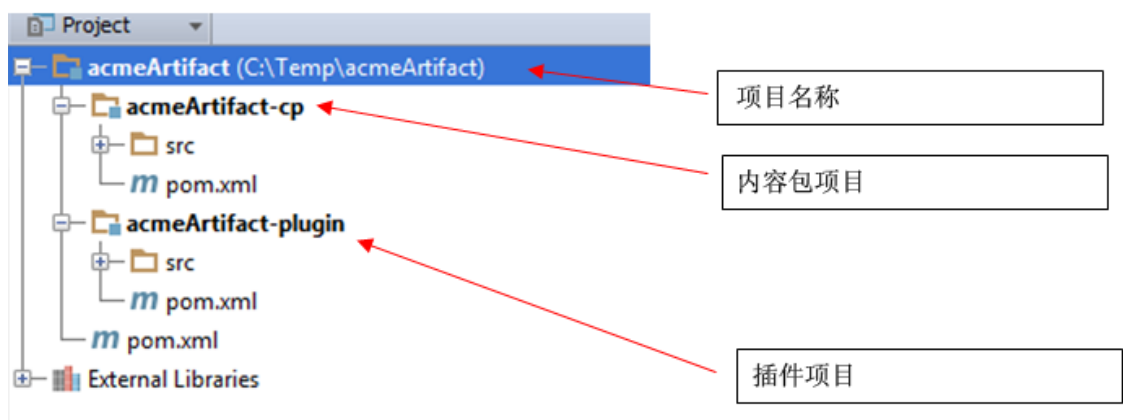 Project
acmeArtifact (C:\Temp\acmeArtifact)
项目名称
acmeArtifact-cp
src
内容包项目
m pom.xml
acmeArtifact-plugin
src
m pom.xml
m pom.xml
插件项目
External Libraries